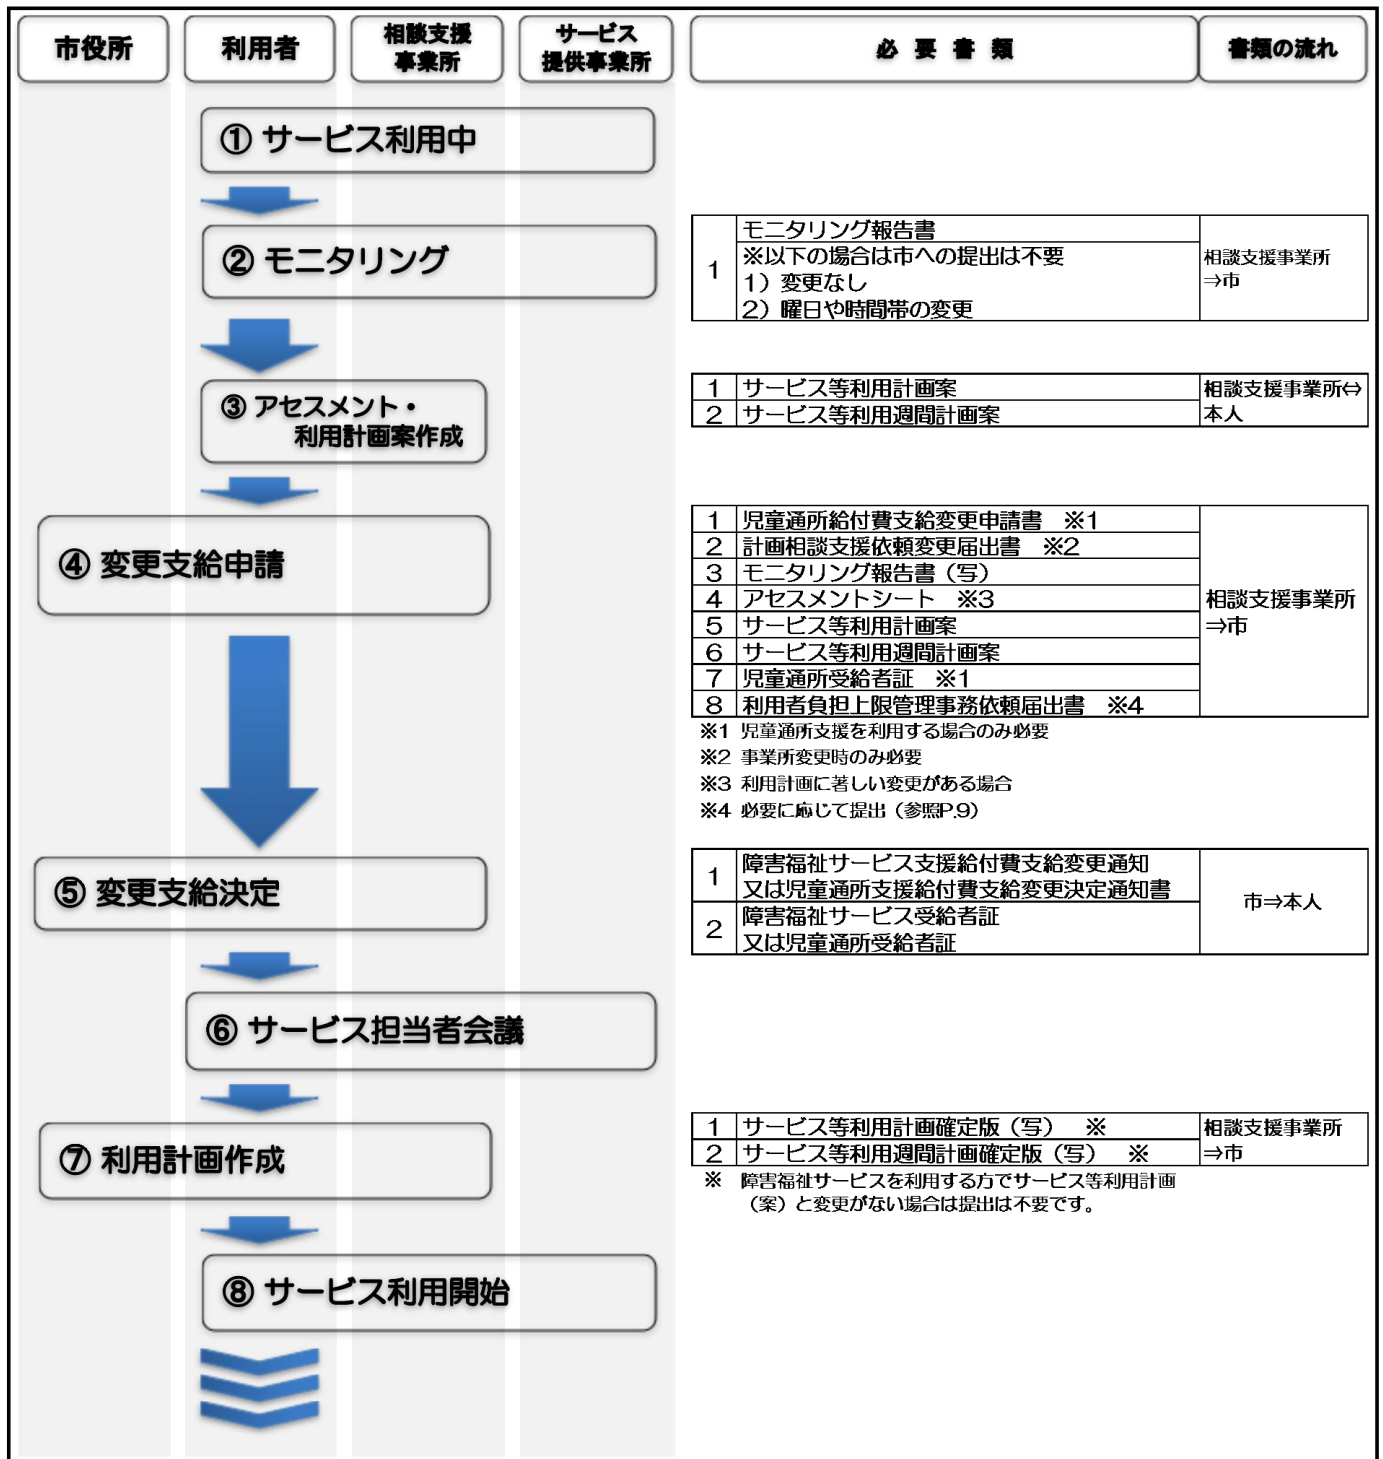 市役所
利用者
相談支援
事業所
サービス
提供事業所
必 要 書 類
書類の流れ
① サービス利用中
② モニタリング
1
モニタリング報告書
※以下の場合は市への提出は不要
1）変更なし
2）曜日や時間帯の変更
相談支援事業所
⇒市
③ アセスメント・
利用計画案作成
1 サービス等利用計画案
2 サービス等利用週間計画案
相談支援事業所⇔
本人
④ 変更支給申請
1 児童通所給付費支給変更申請書 ※1
2 計画相談支援依頼変更届出書 ※2
3 モニタリング報告書（写）
4 アセスメントシート ※3
5 サービス等利用計画案
6 サービス等利用週間計画案
7 児童通所受給者証 ※1
8 利用者負担上限管理事務依頼届出書 ※4
相談支援事業所
⇒市
※1 児童通所支援を利用する場合のみ必要
※2 事業所変更時のみ必要
※3 利用計画に著しい変更がある場合
※4 必要に応じて提出（参照P.9）
⑤ 変更支給決定
1
障害福祉サービス支援給付費支給変更通知
又は児童通所支援給付費支給変更決定通知書
2
障害福祉サービス受給者証
又は児童通所受給者証
市⇒本人
⑥ サービス担当者会議
⑦ 利用計画作成
1 サービス等利用計画確定版（写） ※
2 サービス等利用週間計画確定版（写） ※
相談支援事業所
⇒市
※ 障害福祉サービスを利用する方でサービス等利用計画
（案）と変更がない場合は提出は不要です。
⑧ サービス利用開始